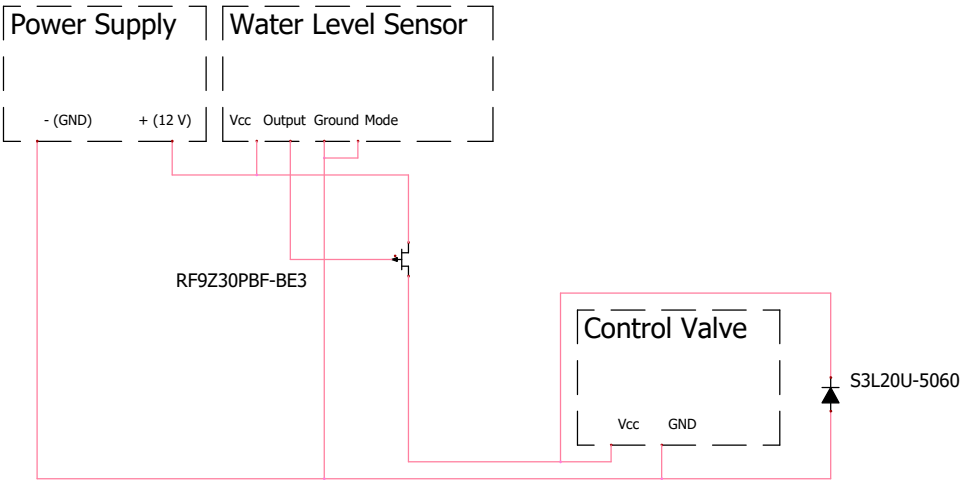 Power Supply
Water Level Sensor
- (GND)
+ (12 V)
Vcc
Output
Ground
Mode
RF9Z30PBF-BE3
Control Valve
Vcc
GND
S3L20U-5060